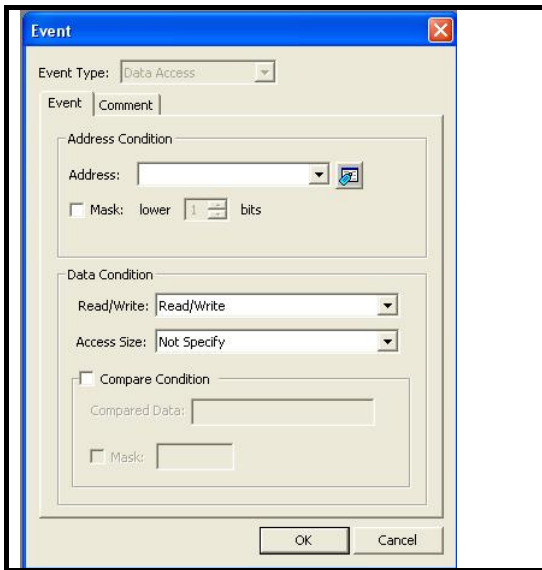 Event
Event Type: Data Access
Event Comment
Address Condition
Address:
Mask: lower 1 bits
Data Condition
Read/Write: Read/Write
Access Size: Not Specify
Compare Condition
Compared Data:
Mask:
OK Cancel